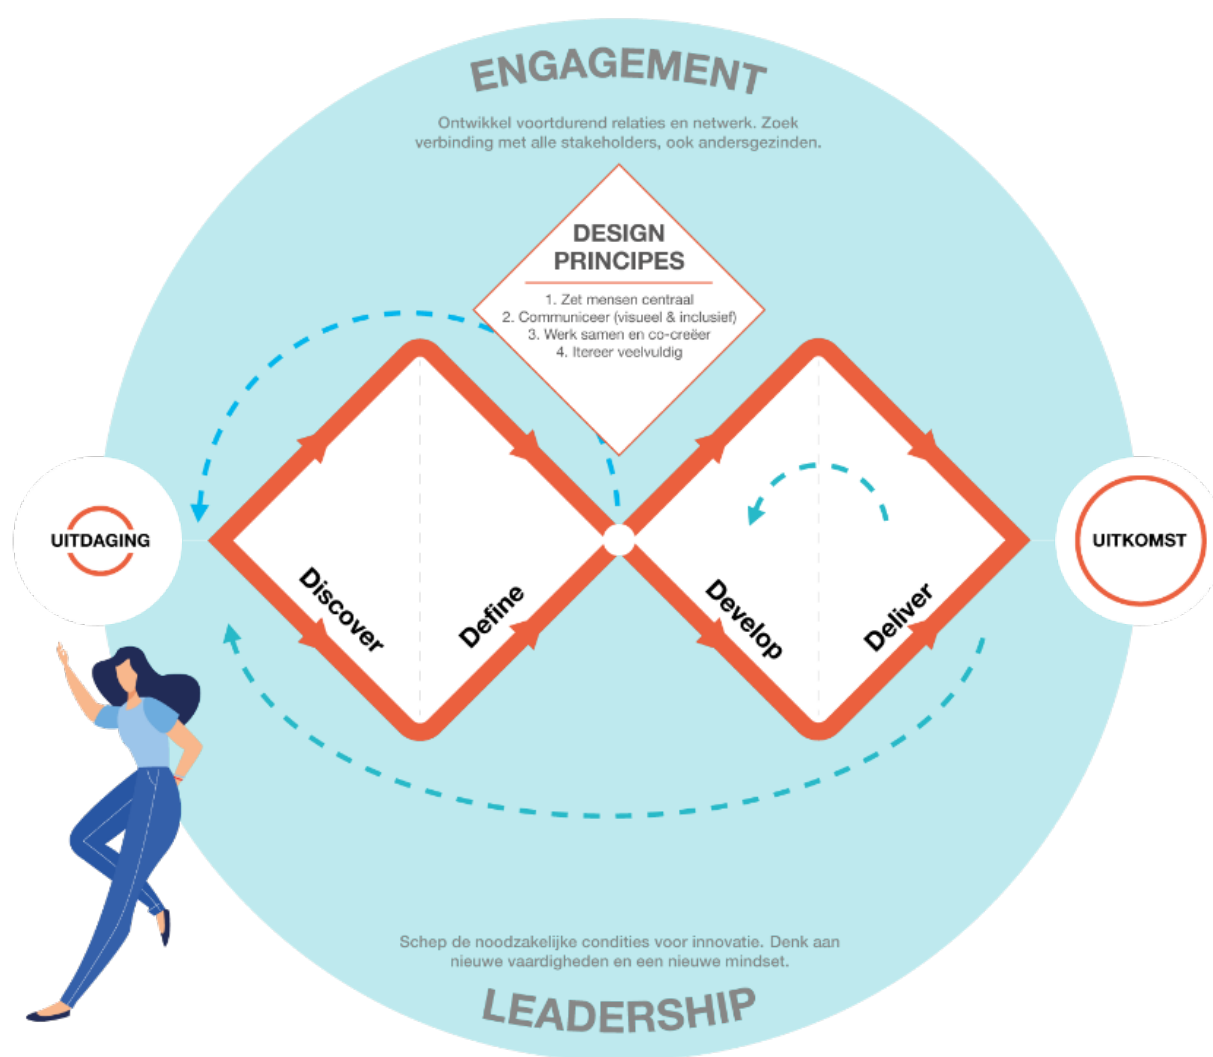 ENGAGEMENT
Ontwikkel voortdurend relaties en netwerk. Zoek
verbinding met alle stakeholders, ook andersgezinden.
DESIGN
PRINCIPES
1. Zet mensen centraal
2. Communiceer (visueel & inclusief)
3. Werk samen en co-creëer
4. Itereer veelvuldig
UITDAGING
UITKOMST
Discover
Define
Develop
Deliver
Schep de noodzakelijke condities voor innovatie. Denk aan
nieuwe vaardigheden en een nieuwe mindset.
LEADERSHIP